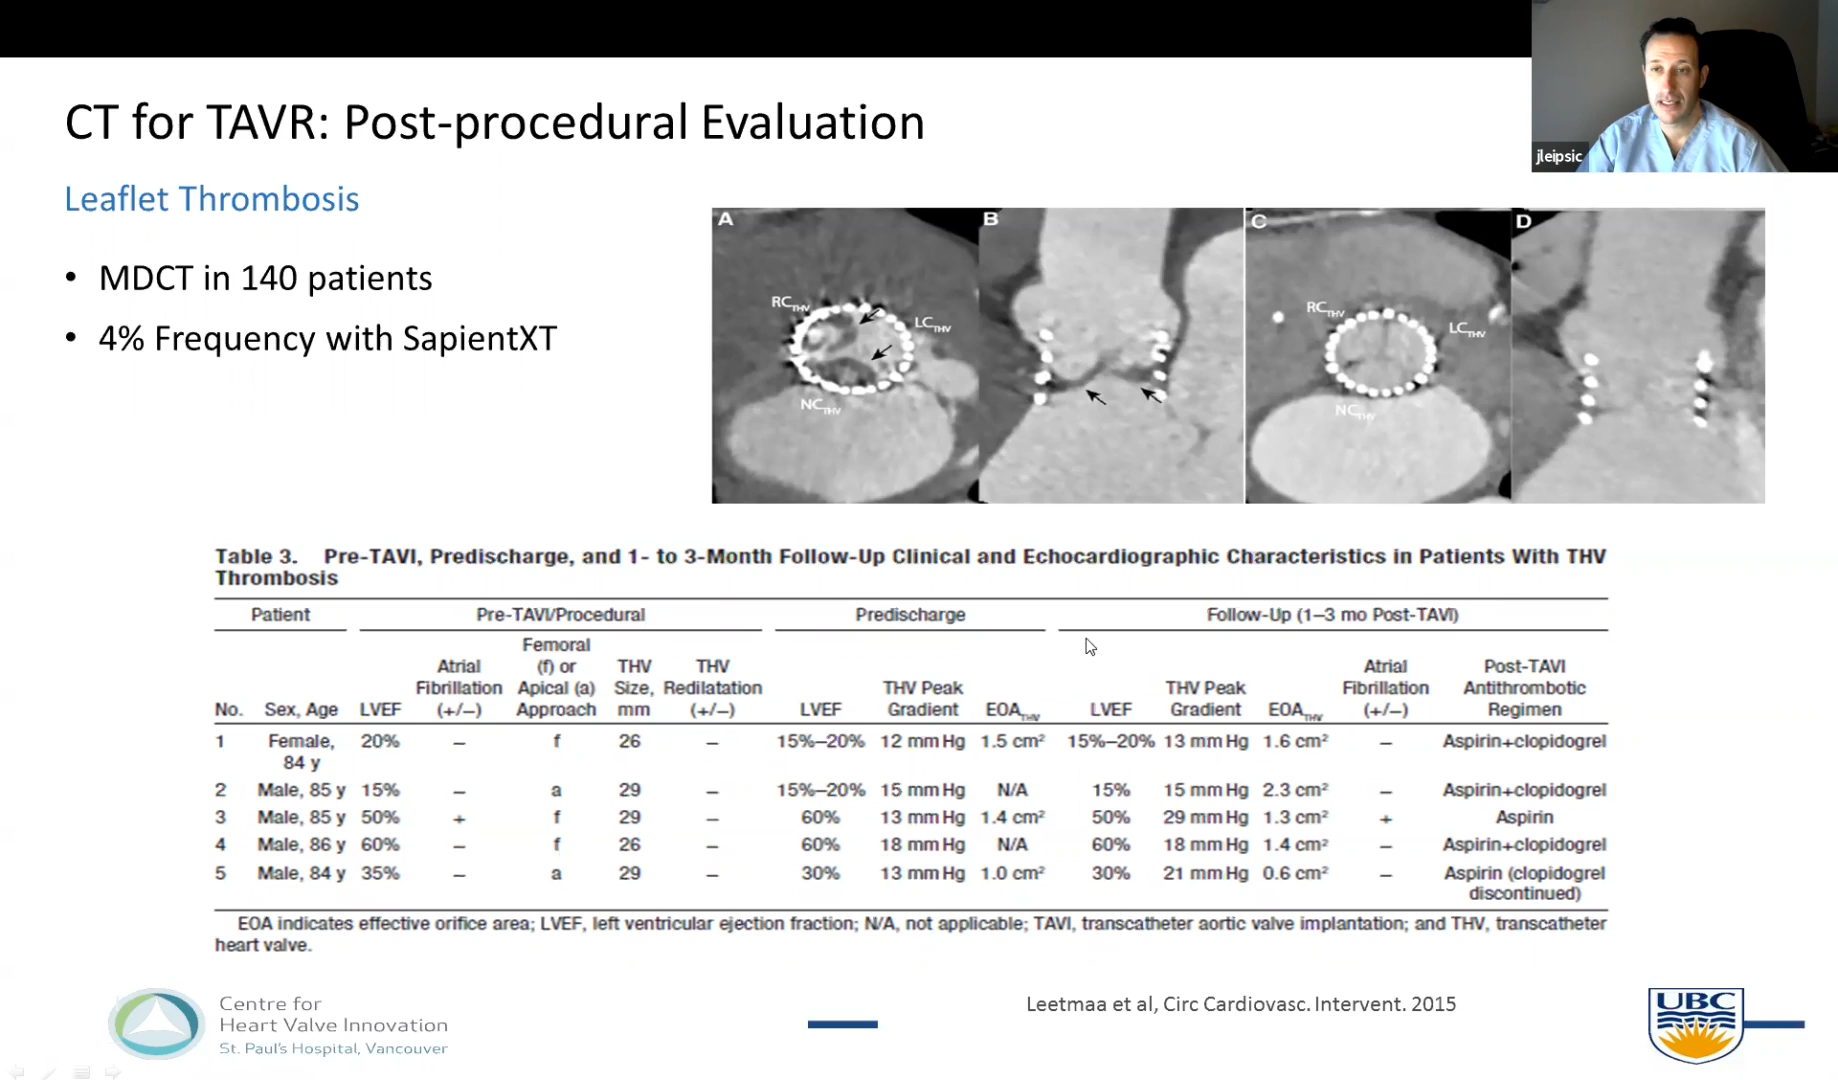 jleipsic
CT for TAVR: Post-procedural Evaluation
Leaflet Thrombosis
• MDCT in 140 patients
• 4% Frequency with SapientXT
A B C D
RCTHV LCTHV NCTHV
RCTHV LCTHV NCTHV
Table 3. Pre-TAVI, Predischarge, and 1- to 3-Month Follow-Up Clinical and Echocardiographic Characteristics in Patients With THV
Thrombosis
Patient Pre-TAVI/Procedural Predischarge Follow-Up (1–3 mo Post-TAVI)
Femoral
Atrial (f) or THV THV Atrial Post-TAVI
Fibrillation Apical (a) Size, Redilatation THV Peak THV Peak Fibrillation Antithrombotic
No. Sex, Age LVEF (+/–) Approach mm (+/–) LVEF Gradient EOATHV LVEF Gradient EOATHV (+/–) Regimen
1 Female, 20% – f 26 – 15%–20% 12 mm Hg 1.5 cm² 15%–20% 13 mm Hg 1.6 cm² – Aspirin+clopidogrel
84 y
2 Male, 85 y 15% – a 29 – 15%–20% 15 mm Hg N/A 15% 15 mm Hg 2.3 cm² – Aspirin+clopidogrel
3 Male, 85 y 50% + f 29 – 60% 13 mm Hg 1.4 cm² 50% 29 mm Hg 1.3 cm² + Aspirin
4 Male, 86 y 60% – f 26 – 60% 18 mm Hg N/A 60% 18 mm Hg 1.4 cm² – Aspirin+clopidogrel
5 Male, 84 y 35% – a 29 – 30% 13 mm Hg 1.0 cm² 30% 21 mm Hg 0.6 cm² – Aspirin (clopidogrel
discontinued)
EOA indicates effective orifice area; LVEF, left ventricular ejection fraction; N/A, not applicable; TAVI, transcatheter aortic valve implantation; and THV, transcatheter
heart valve.
Centre for
Heart Valve Innovation
St. Paul's Hospital, Vancouver
Leetmaa et al, Circ Cardiovasc. Intervent. 2015
UBC